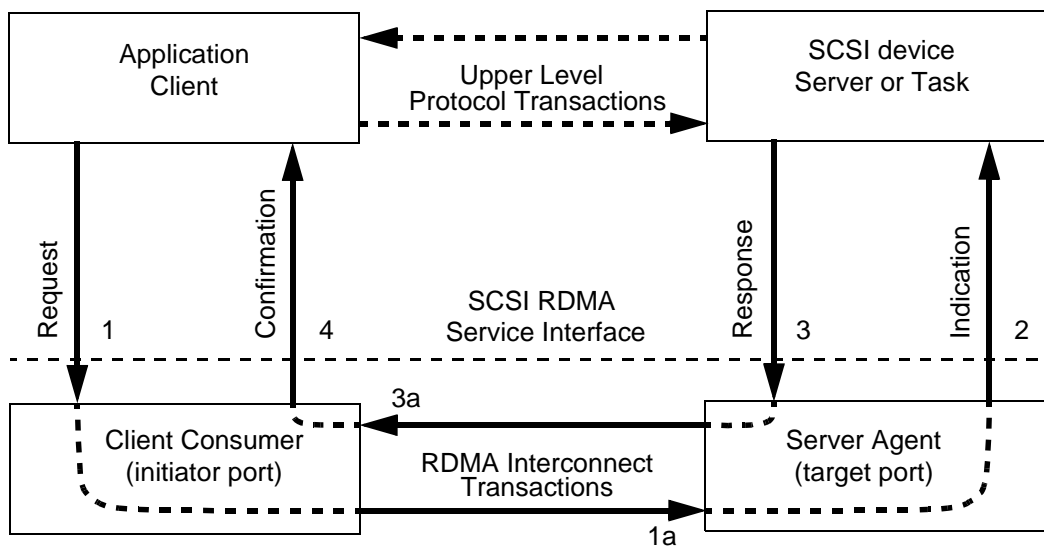 Application
Client
Upper Level
Protocol Transactions
SCSI device
Server or Task
Request
1
Confirmation
4
SCSI RDMA
Service Interface
Response
3
Indication
2
3a
Client Consumer
(initiator port)
RDMA Interconnect
Transactions
1a
Server Agent
(target port)